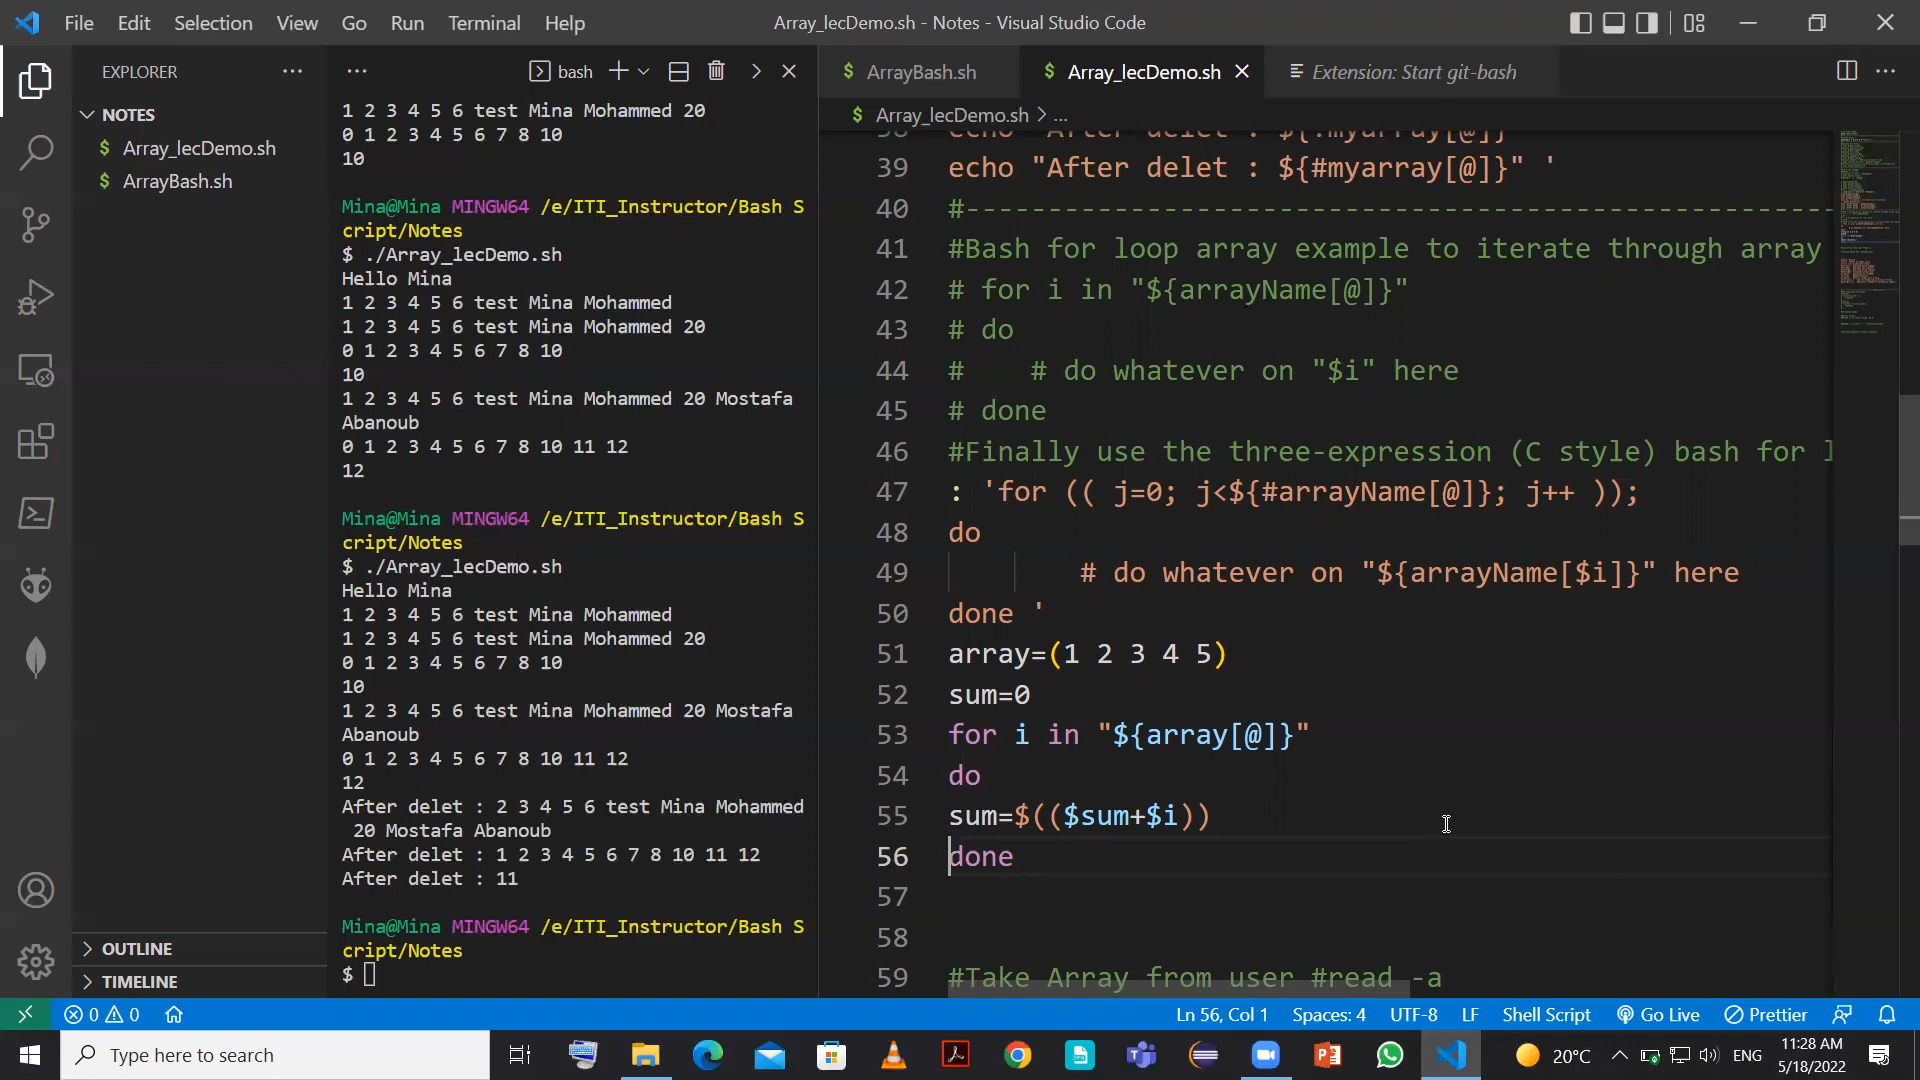 File Edit Selection View Go Run Terminal Help
Array_lecDemo.sh - Notes - Visual Studio Code
EXPLORER
NOTES
$ Array_lecDemo.sh
$ ArrayBash.sh
OUTLINE
TIMELINE
bash
1 2 3 4 5 6 test Mina Mohammed 20
0 1 2 3 4 5 6 7 8 10
10
Mina@Mina MINGW64 /e/ITI_Instructor/Bash S
cript/Notes
$ ./Array_lecDemo.sh
Hello Mina
1 2 3 4 5 6 test Mina Mohammed
1 2 3 4 5 6 test Mina Mohammed 20
0 1 2 3 4 5 6 7 8 10
10
1 2 3 4 5 6 test Mina Mohammed 20 Mostafa
Abanoub
0 1 2 3 4 5 6 7 8 10 11 12
12
Mina@Mina MINGW64 /e/ITI_Instructor/Bash S
cript/Notes
$ ./Array_lecDemo.sh
Hello Mina
1 2 3 4 5 6 test Mina Mohammed
1 2 3 4 5 6 test Mina Mohammed 20
0 1 2 3 4 5 6 7 8 10
10
1 2 3 4 5 6 test Mina Mohammed 20 Mostafa
Abanoub
0 1 2 3 4 5 6 7 8 10 11 12
12
After delet : 2 3 4 5 6 test Mina Mohammed
20 Mostafa Abanoub
After delet : 1 2 3 4 5 6 7 8 10 11 12
After delet : 11
Mina@Mina MINGW64 /e/ITI_Instructor/Bash S
cript/Notes
$
$ ArrayBash.sh
$ Array_lecDemo.sh
Extension: Start git-bash
$ Array_lecDemo.sh > ...
38 echo "After delet : ${!myarray[@]}"
39 echo "After delet : ${#myarray[@]}" '
40 #-----------------------------------------------------
41 #Bash for loop array example to iterate through array
42 # for i in "${arrayName[@]}"
43 # do
44 #    # do whatever on "$i" here
45 # done
46 #Finally use the three-expression (C style) bash for
47 : 'for (( j=0; j<${#arrayName[@]}; j++ ));
48 do
49         # do whatever on "${arrayName[$i]}" here
50 done '
51 array=(1 2 3 4 5)
52 sum=0
53 for i in "${array[@]}"
54 do
55 sum=$(($sum+$i))
56 done
57
58
59 #Take Array from user #read -a
0 0 Ln 56, Col 1 Spaces: 4 UTF-8 LF Shell Script Go Live Prettier
Type here to search
20°C ENG 11:28 AM
5/18/2022